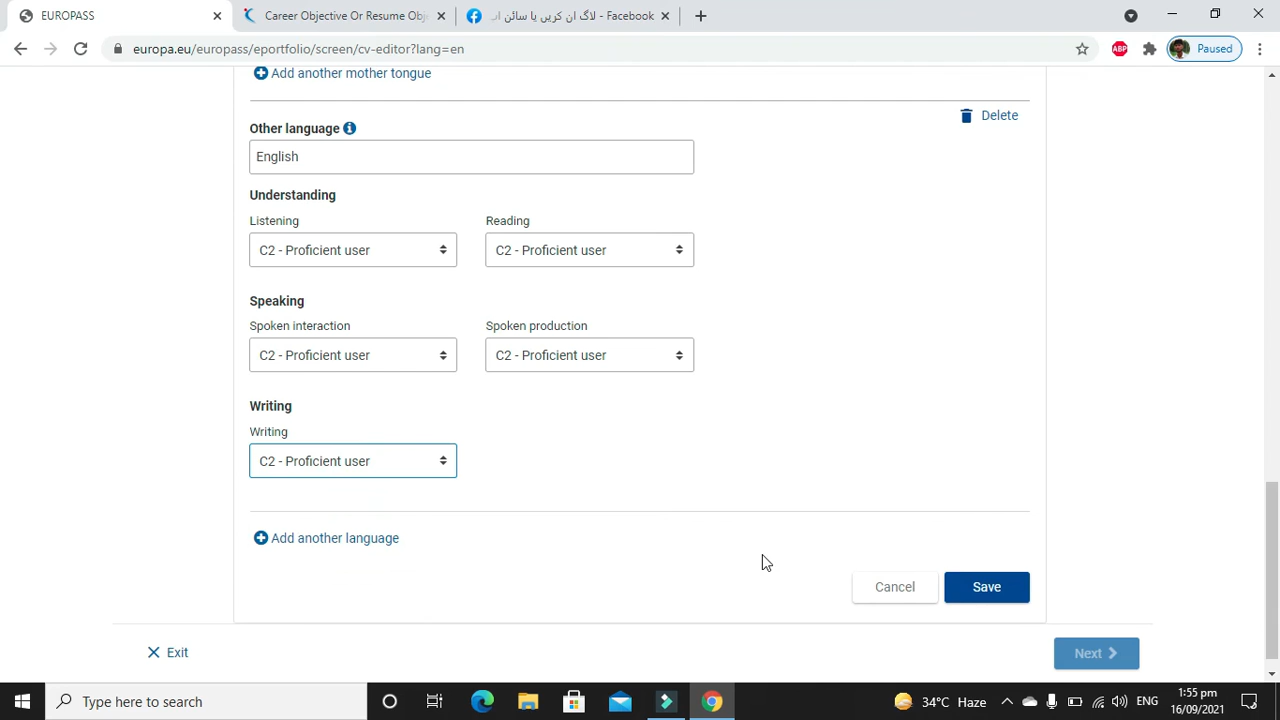 EUROPASS
Career Objective Or Resume Obj
لاگ ان کریں یا سائن اپ - Facebook
europa.eu/europass/eportfolio/screen/cv-editor?lang=en
ABP
Paused
Add another mother tongue
Delete
Other language
English
Understanding
Listening
Reading
C2 - Proficient user
C2 - Proficient user
Speaking
Spoken interaction
Spoken production
C2 - Proficient user
C2 - Proficient user
Writing
Writing
C2 - Proficient user
Add another language
Cancel
Save
Exit
Next
Type here to search
34°C Haze
ENG
1:55 pm
16/09/2021